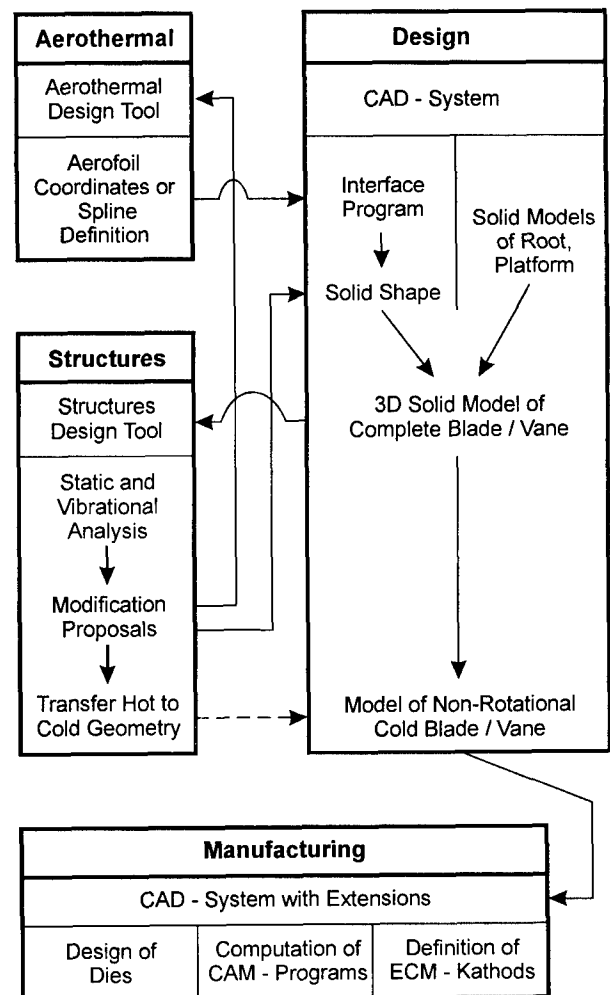 Aerothermal
Aerothermal
Design Tool
Aerofoil
Coordinates or
Spline
Definition
Structures
Structures
Design Tool
Static and
Vibrational
Analysis
Modification
Proposals
Transfer Hot to
Cold Geometry
Design
CAD - System
Interface
Program
Solid Shape
Solid Models
of Root,
Platform
3D Solid Model of
Complete Blade / Vane
Model of Non-Rotational
Cold Blade / Vane
Manufacturing
CAD - System with Extensions
Design of
Dies
Computation of
CAM - Programs
Definition of
ECM - Kathods